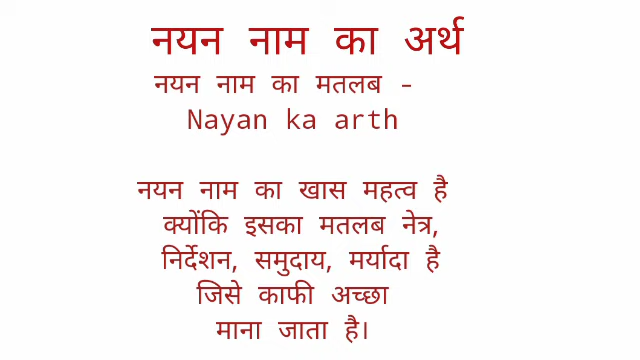 नयन नाम का अर्थ
नयन नाम का मतलब -
Nayan ka arth
नयन नाम का खास महत्व है
क्योंकि इसका मतलब नेत्र,
निर्देशन, समुदाय, मर्यादा है
जिसे काफी अच्छा
माना जाता है।